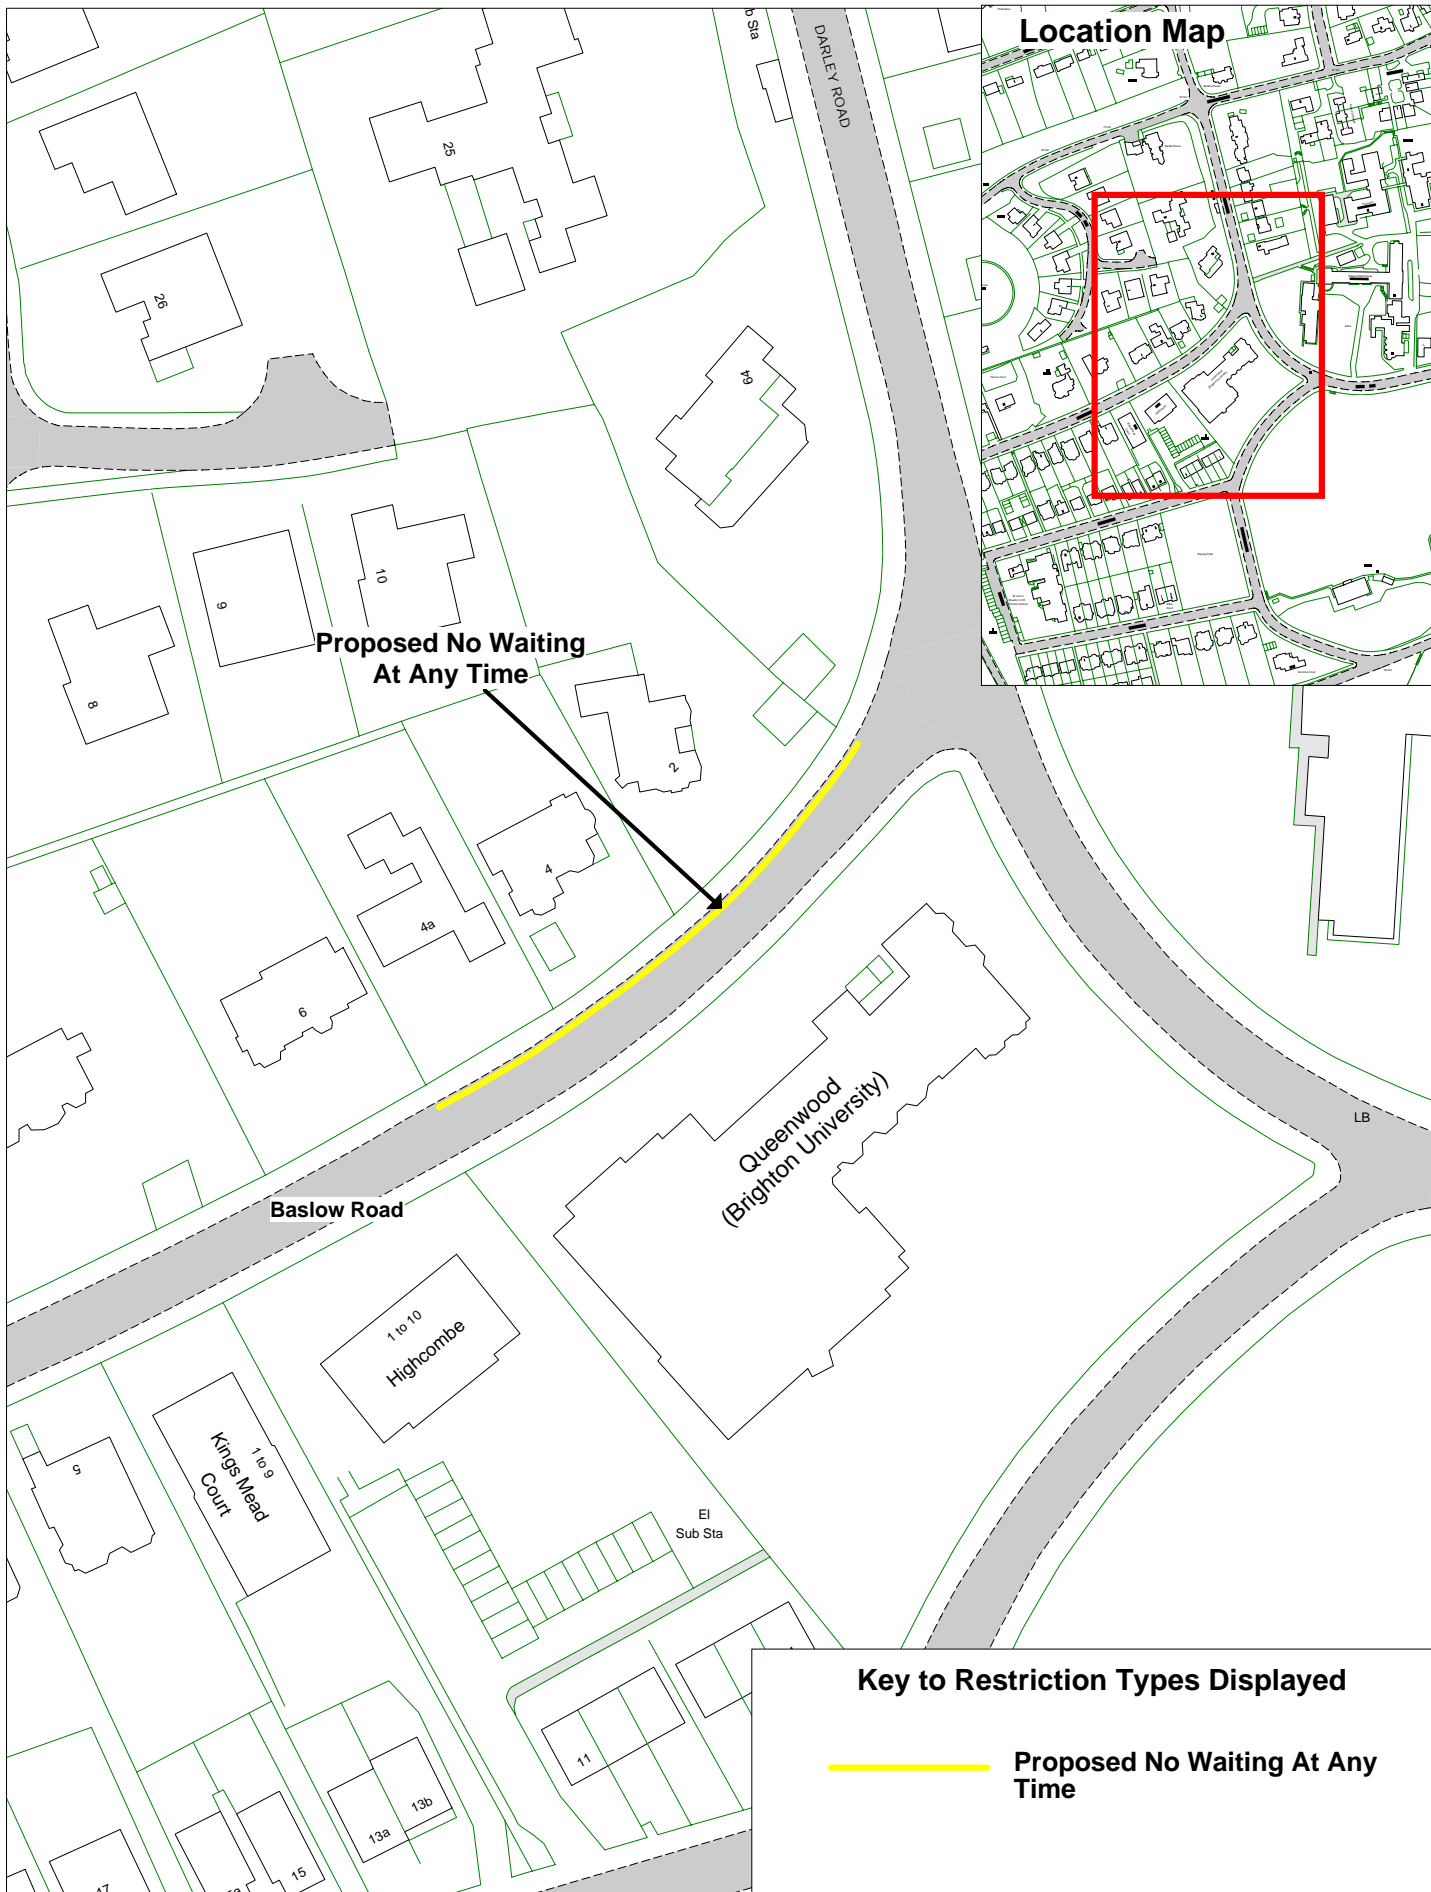 Location Map
b Sta
DARLEY ROAD
25
26
64
10
9
8
Proposed No Waiting
At Any Time
2
4
4a
6
Queenwood
(Brighton University)
LB
Baslow Road
1 to 10
Highcombe
1 to 9
Kings Mead
Court
5
El
Sub Sta
11
13b
13a
15
17
Key to Restriction Types Displayed
Proposed No Waiting At Any
Time